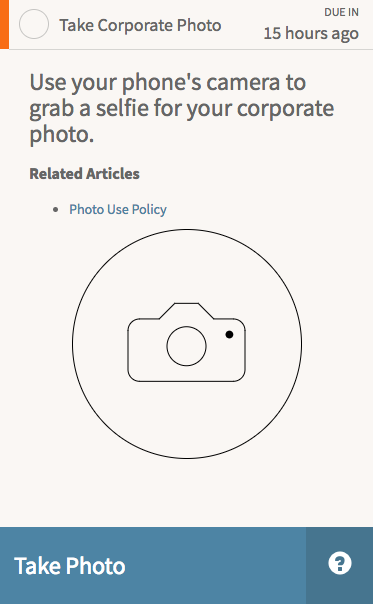 Take Corporate Photo
DUE IN
15 hours ago
Use your phone's camera to
grab a selfie for your corporate
photo.
Related Articles
• Photo Use Policy
Take Photo
?